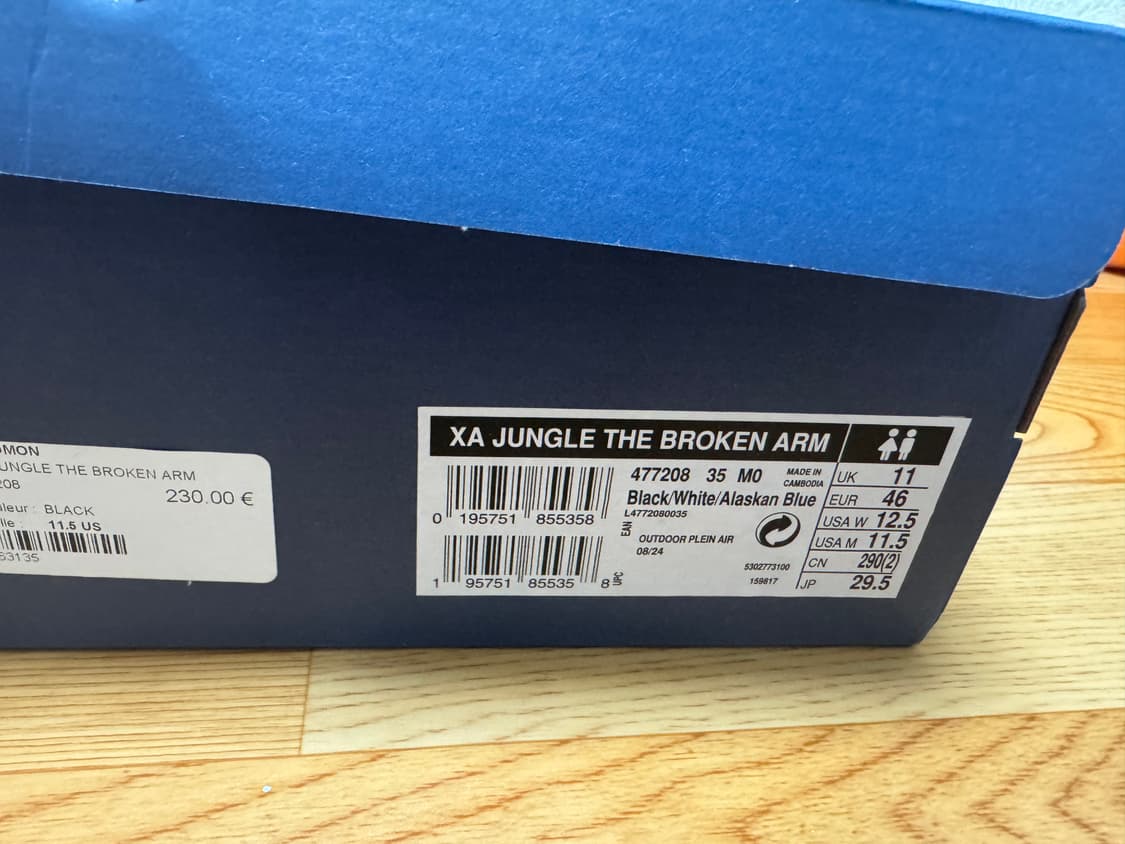 OMON
UNGLE THE BROKEN ARM
208
230.00 €
leur : BLACK
lle : 11.5 US
63135
XA JUNGLE THE BROKEN ARM
477208 35 M0
MADE IN
CAMBODIA
Black/White/Alaskan Blue
L4772080035
0 195751 855358
EAN
OUTDOOR PLEIN AIR
08/24
1 95751 85535 8
UPC
5302773100
159817
UK 11
EUR 46
USA W 12.5
USA M 11.5
CN 290(2)
JP 29.5